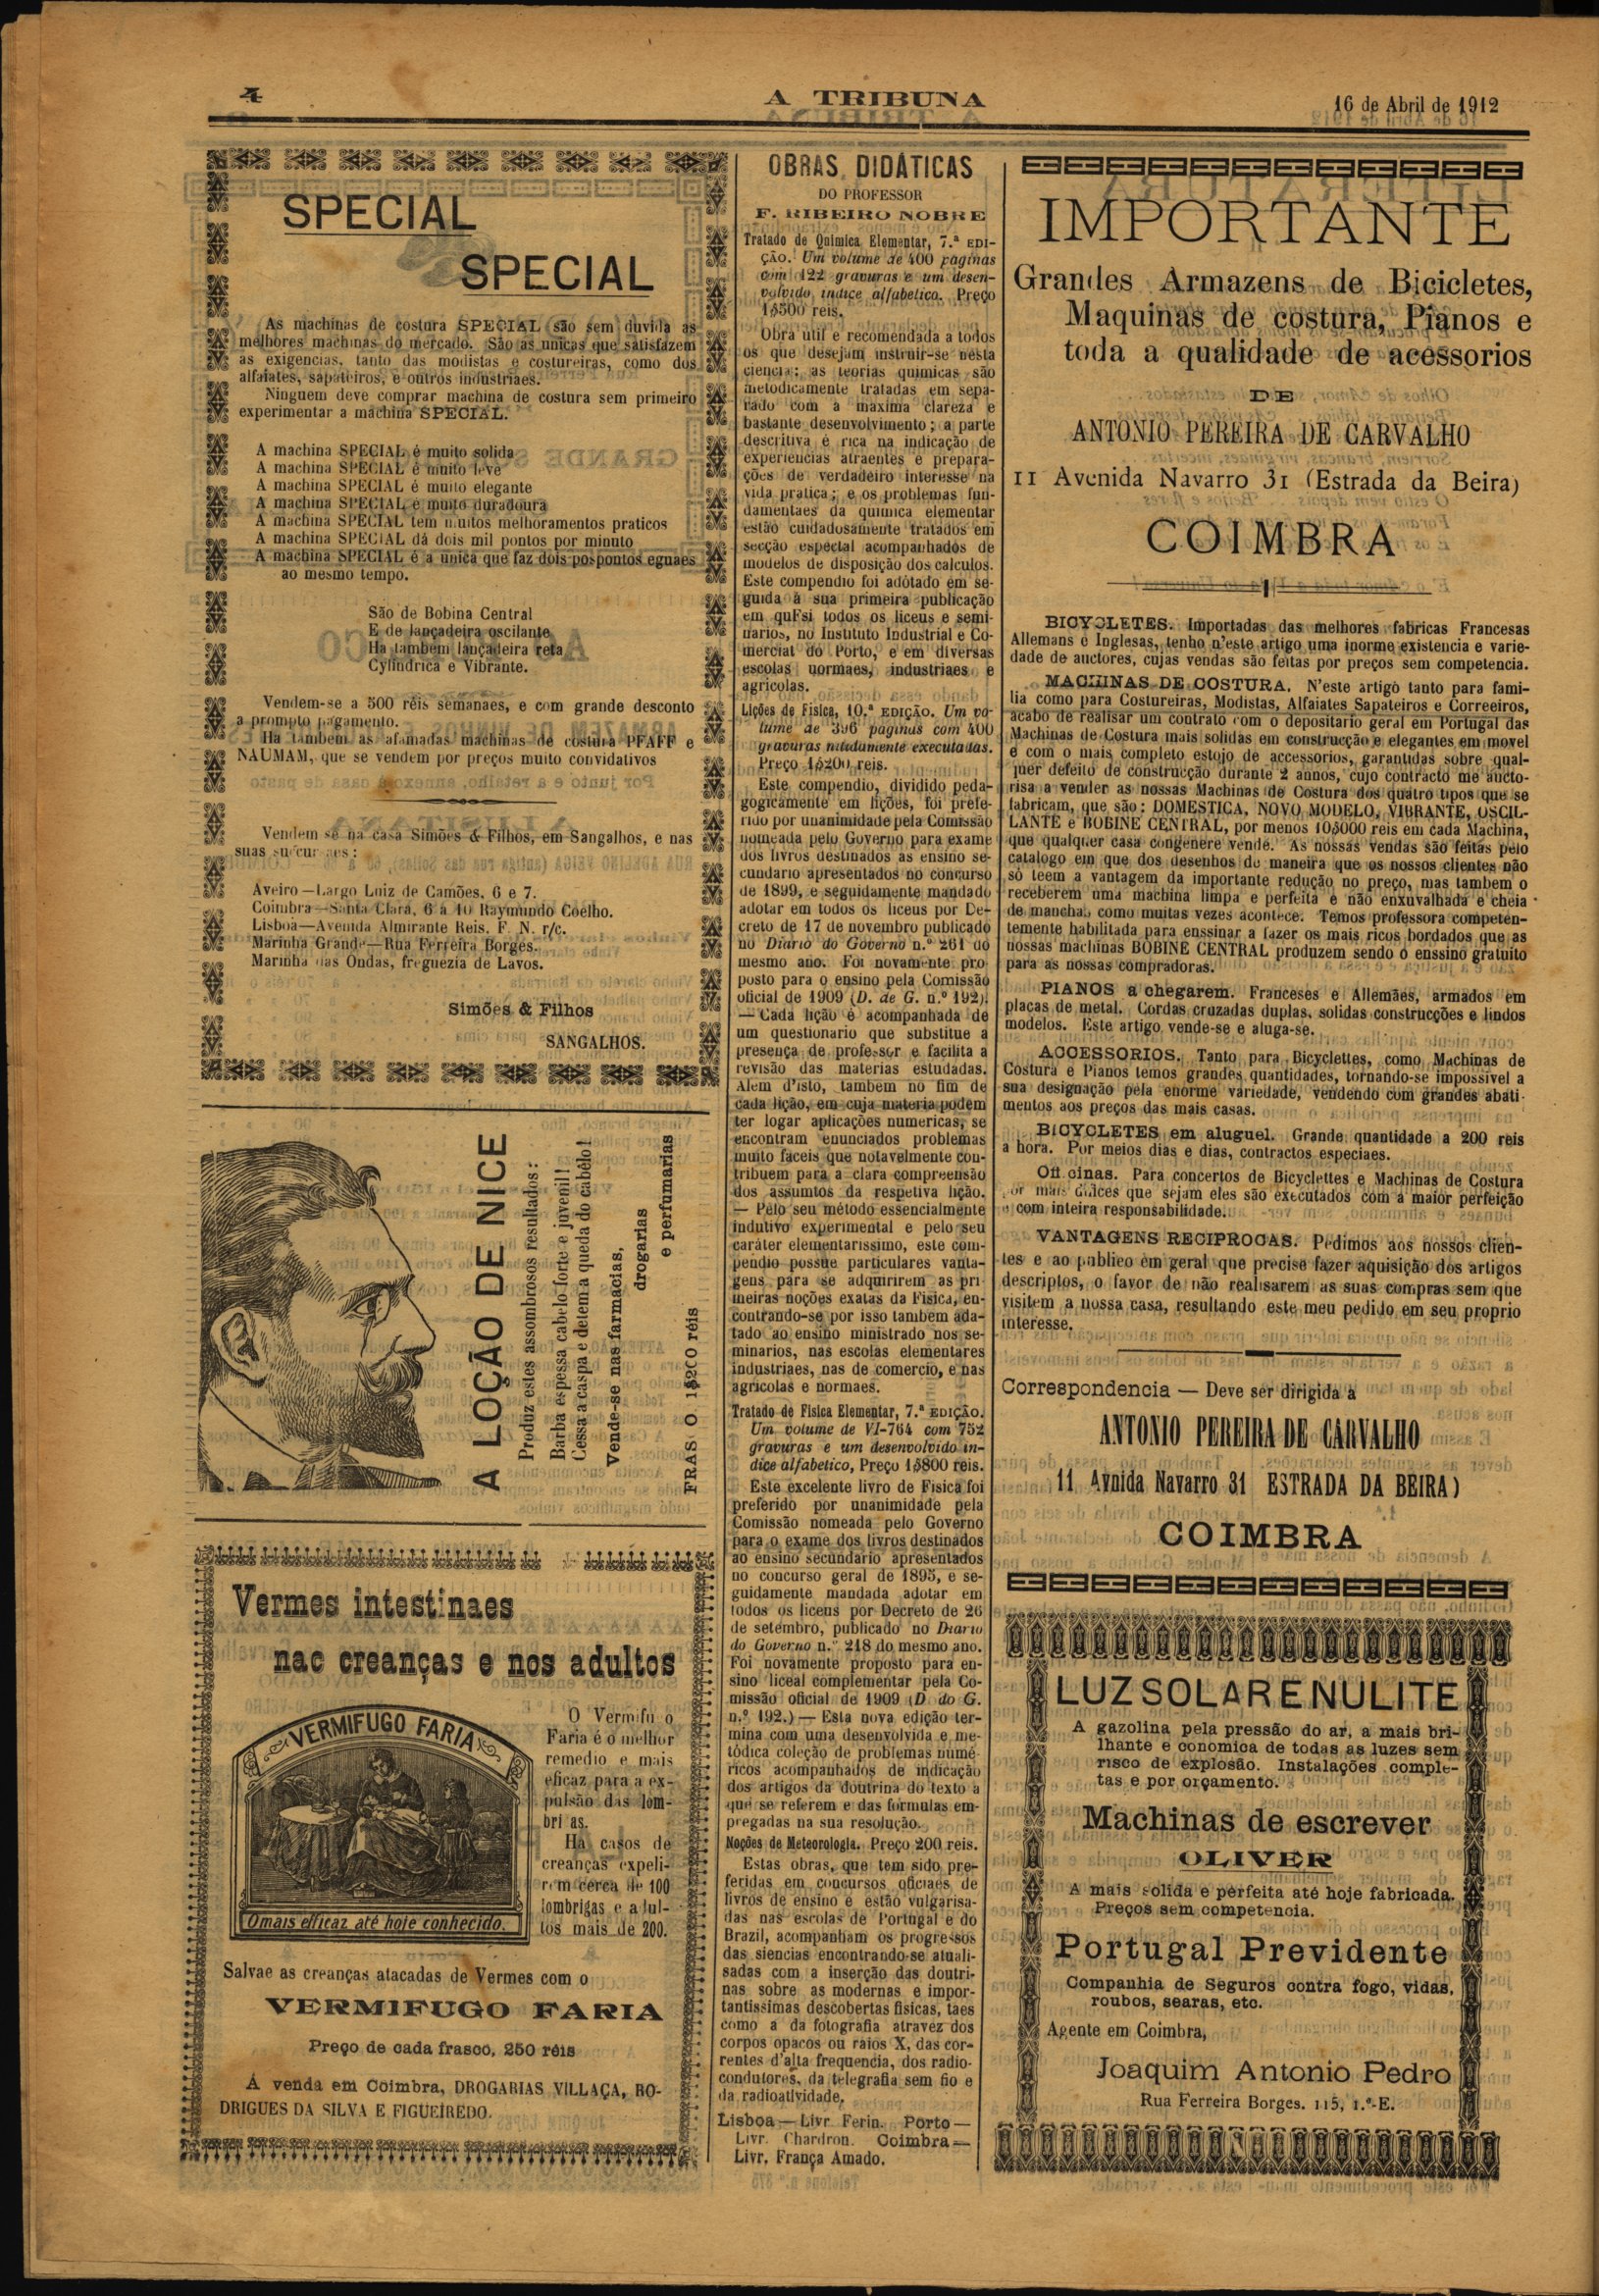 4
A TRIBUNA
16 de Abril de 1912
SPECIAL
SPECIAL
As machinas de costura SPECIAL são sem duvida as
melhores machinas do mercado. São as unicas que satisfazem
as exigencias, tanto das modistas e costureiras, como dos
alfaiates, sapateiros, e outros industriaes.
Ninguem deve comprar machina de costura sem primeiro
experimentar a machina SPECIAL.
A machina SPECIAL é muito solida
A machina SPECIAL é muito leve
A machina SPECIAL é muito elegante
A machina SPECIAL é muito duradoura
A machina SPECIAL tem muitos melhoramentos praticos
A machina SPECIAL dá dois mil pontos por minuto
A machina SPECIAL é a unica que faz dois pospontos eguaes
ao mesmo tempo.
São de Bobina Central
E de lançadeira oscilante
Ha tambem lançadeira reta
Cylindrica e Vibrante.
Vendem-se a 500 réis semanaes, e com grande desconto
a prompto pagamento.
Ha tambem as afamadas machinas de costura PFAFF e
NAUMAM, que se vendem por preços muito convidativos
Vendem se na casa Simões & Filhos, em Sangalhos, e nas
suas
Aveiro—Largo Luiz de Camões, 6 e 7.
Coimbra—Santa Clara, 6 a 10 Raymundo Coelho.
Lisboa—Avenida Almirante Reis. F. N. r/c.
Marinha Grande—Rua Ferreira Borges.
Marinha das Ondas, freguezia de Lavos.
Simões & Filhos
SANGALHOS.
A LOÇÃO DE NICE
Produz estes assombrosos resultados:
Barba espessa cabelo forte e juvenil!
Cessa a caspa e detem a queda do cabêlo!
Vende-se nas farmacias,
drogarias
e perfumarias
FRAS O. 1$200 réis
Vermes intestinaes
nac creanças e nos adultos
VERMIFUGO FARIA
O mais efficaz até hoje conhecido.
O Vermifu o
Faria é o melhor
remedio e mais
eficaz para a ex-
pulsão das lom-
bri as.
Ha casos de
creanças expeli-
rem cerca de 100
lombrigas e adul-
tos mais de 200.
Salvae as creanças atacadas de Vermes com o
VERMIFUGO FARIA
Preço de cada frasco, 250 réis
Á venda em Coimbra, DROGARIAS VILLAÇA, RO-
DRIGUES DA SILVA E FIGUEIREDO.
OBRAS DIDÁTICAS
DO PROFESSOR
F. RIBEIRO NOBRE
Tratado de Quimica Elementar, 7.ª EDI-
ÇÃO. Um volume de 400 paginas
com 122 gravuras e um desen-
volvido indice alfabetico. Preço
1$500 reis.
Obra util e recomendada a todos
os que desejam instruir-se nesta
ciencia: as teorias quimicas são
metodicamente tratadas em sepa-
rado com a maxima clareza e
bastante desenvolvimento; a parte
descritiva é rica na indicação de
experiencias atraentes e prepara-
ções de verdadeiro interesse na
vida pratica; e os problemas fun-
damentaes da quimica elementar
estão cuidadosamente tratados em
secção espectal acompanhados de
modelos de disposição dos calculos.
Este compendio foi adótado em se-
guida á sua primeira publicação
em quFsi todos os liceus e semi-
narios, no Instituto Industrial e Co-
mercial do Porto, e em diversas
escolas normaes, industriaes e
agricolas.
Lições de Fisica, 10.ª EDIÇÃO. Um vo-
lume de 396 paginas com 400
gravuras nitidamente executadas.
Preço 1$200 reis.
Este compendio, dividido peda-
gogicamente em lições, foi prefe-
rido por unanimidade pela Comissão
nomeada pelo Governo para exame
dos livros destinados as ensino se-
cundario apresentados no concurso
de 1899, e seguidamente mandado
adotar em todos os liceus por De-
creto de 17 de novembro publicado
no Diario do Governo n.º 261 do
mesmo ano. Foi novamente pro
posto para o ensino pela Comissão
oficial de 1909 (D. de G. n.º 192).
— Cada lição é acompanhada de
um questionario que substitue a
presença de professor e facilita a
revisão das materias estudadas.
Alem d'isto, tambem no fim de
cada lição, em cuja materia podem
ter logar aplicações numericas, se
encontram enunciados problemas
muito faceis que notavelmente con-
tribuem para a clara compreensão
dos assumtos da respetiva lição.
— Pelo seu método essencialmente
indutivo experimental e pelo seu
caráter elementarissimo, este com-
pendio possue particulares vanta-
gens para se adquirirem as pri
meiras noções exatas da Fisica, en-
contrando-se por isso tambem ada-
tado ao ensino ministrado nos se-
minarios, nas escolas elementares
industriaes, nas de comercio, e nas
agricolas e normaes.
Tratado de Fisica Elementar, 7.ª EDIÇÃO.
Um volume de VI-764 com 752
gravuras e um desenvolvido in-
dice alfabetico, Preço 1$800 reis.
Este excelente livro de Fisica foi
preferido por unanimidade pela
Comissão nomeada pelo Governo
para o exame dos livros destinados
ao ensino secundario apresentados
no concurso geral de 1895, e se-
guidamente mandada adotar em
todos os liceus por Decreto de 26
de setembro, publicado no Diario
do Governo n.º 218 do mesmo ano.
Foi novamente proposto para en-
sino liceal complementar pela Co-
missão oficial de 1909 (D. do G.
n.º 192.) — Esta nova edição ter-
mina com uma desenvolvida e me-
tódica coleção de problemas numé-
ricos acompanhados de indicação
dos artigos da doutrina do texto a
que se referem e das formulas em-
pregadas na sua resolução.
Noções de Meteorologia. Preço 200 reis.
Estas obras, que tem sido pre-
feridas em concursos oficiaes de
livros de ensino e estão vulgarisa-
das nas escolas de Portugal e do
Brazil, acompanham os progressos
das siencias encontrando-se atuali-
sadas com a inserção das doutri-
nas sobre as modernas e impor-
tantissimas descobertas fisicas, taes
como a da fotografia atravez dos
corpos opacos ou raios X, das cor-
rentes d'alta frequencia, dos radio-
condutores, da telegrafia sem fio e
da radioatividade.
Lisboa — Livr Ferin. Porto —
Livr. Chardron. Coimbra —
Livr. França Amado.
IMPORTANTE
Grandes Armazens de Bicicletes,
Maquinas de costura, Pianos e
toda a qualidade de acessorios
DE
ANTONIO PEREIRA DE CARVALHO
11 Avenida Navarro 31 (Estrada da Beira)
COIMBRA
BICYCLETES. Importadas das melhores fabricas Francesas
Allemans e Inglesas, tenho n'este artigo uma inorme existencia e varie-
dade de auctores, cujas vendas são feitas por preços sem competencia.
MACHINAS DE COSTURA. N'este artigo tanto para fami-
lia como para Costureiras, Modistas, Alfaiates Sapateiros e Correeiros,
acabo de realisar um contrato com o depositario geral em Portugal das
Machinas de Costura mais solidas em construcção e elegantes em movel
e com o mais completo estojo de accessorios, garantidas sobre qual-
quer defeito de construcção durante 2 annos, cujo contracto me aucto-
risa a vender as nossas Machinas de Costura dos quatro tipos que se
fabricam, que são: DOMESTICA, NOVO MODELO, VIBRANTE, OSCIL-
LANTE e BOBINE CENTRAL, por menos 10$000 reis em cada Machina,
que qualquer casa congenere vende. As nossas vendas são feitas pelo
catalogo em que dos desenhos de maneira que os nossos clientes não
só teem a vantagem da importante redução no preço, mas tambem o
receberem uma machina limpa e perfeita e não enxuvalhada e cheia
de manchas como muitas vezes acontece. Temos professora competen-
temente habilitada para enssinar a fazer os mais ricos bordados que as
nossas machinas BOBINE CENTRAL produzem sendo o enssino gratuito
para as nossas compradoras.
PIANOS a chegarem. Franceses e Allemães, armados em
placas de metal. Cordas cruzadas duplas, solidas construcções e lindos
modelos. Este artigo vende-se e aluga-se.
ACCESSORIOS. Tanto para Bicyclettes, como Machinas de
Costura e Pianos temos grandes quantidades, tornando-se impossivel a
sua designação pela enorme variedade, vendendo com grandes abati-
mentos aos preços das mais casas.
BICYCLETES em aluguel. Grande quantidade a 200 reis
a hora. Por meios dias e dias, contractos especiaes.
Offi cinas. Para concertos de Bicyclettes e Machinas de Costura
por mais que sejam eles são executados com a maior perfeição
e com inteira responsabilidade.
VANTAGENS RECIPROCAS. Pedimos aos nossos clien-
tes e ao publico em geral que precise fazer aquisição dos artigos
descriptos, o favor de não realisarem as suas compras sem que
visitem a nossa casa, resultando este meu pedido em seu proprio
interesse.
Correspondencia — Deve ser dirigida a
ANTONIO PEREIRA DE CARVALHO
11 Avnida Navarro 31 ESTRADA DA BEIRA)
COIMBRA
LUZ SOLAR ENULITE
A gazolina pela pressão do ar, a mais bri-
lhante e conomica de todas as luzes sem
risco de explosão. Instalações comple-
tas e por orçamento.
Machinas de escrever
OLIVER
A mais solida e perfeita até hoje fabricada.
Preços sem competencia.
Portugal Previdente
Companhia de Seguros contra fogo, vidas,
roubos, searas, etc.
Agente em Coimbra,
Joaquim Antonio Pedro
Rua Ferreira Borges. 115, 1.º-E.